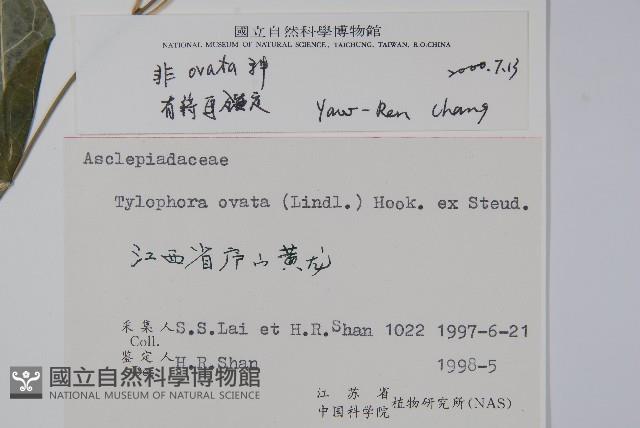 國立自然科學博物館
NATIONAL MUSEUM OF NATURAL SCIENCE, TAICHUNG, TAIWAN, R.O.CHINA
非 ovata 种 2000.7.13
有待再鑑定 Yaw-Ren Chang
Asclepiadaceae
Tylophora ovata (Lindl.) Hook. ex Steud.
江西省庐山黄龙
采集人 S.S.Lai et H.R.Shan 1022 1997-6-21
Coll.
鉴定人 H.R.Shan 1998-5
江苏省
中国科学院 植物研究所(NAS)
國立自然科學博物館
NATIONAL MUSEUM OF NATURAL SCIENCE